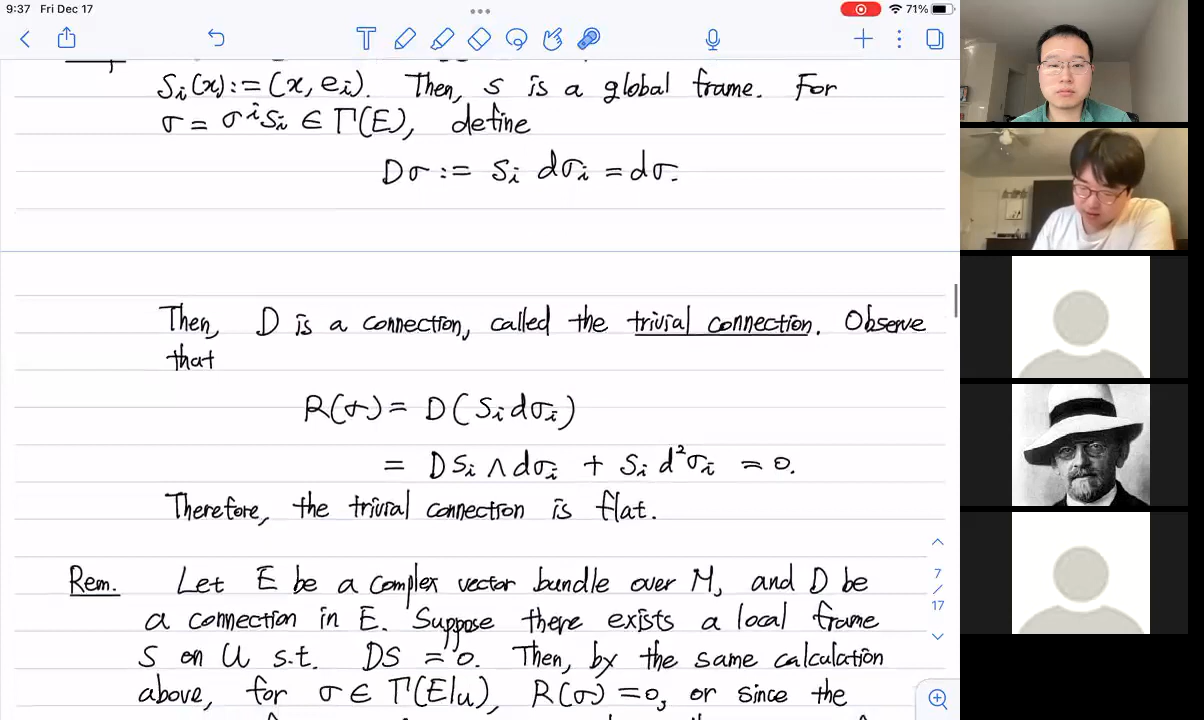 9:37 Fri Dec 17
71%
Sᵢ(x) := (x, eᵢ). Then, s is a global frame. For
σ = σⁱsᵢ ∈ Γ(E), define
Dσ := Sᵢ dσᵢ = dσ.
Then, D is a connection, called the trivial connection. Observe
that
R(σ) = D(Sᵢdσᵢ)
= DSᵢ ∧ dσᵢ + Sᵢ d²σᵢ = 0.
Therefore, the trivial connection is flat.
Rem. Let E be a complex vector bundle over M, and D be
a connection in E. Suppose there exists a local frame
S on U s.t. DS = 0. Then, by the same calculation
above, for σ ∈ Γ(E|u), R(σ) = 0, or since the
7
/
17